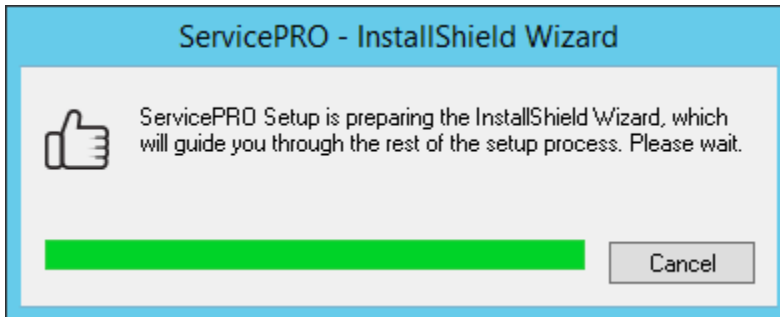 ServicePRO - InstallShield Wizard
ServicePRO Setup is preparing the InstallShield Wizard, which
will guide you through the rest of the setup process. Please wait.
Cancel